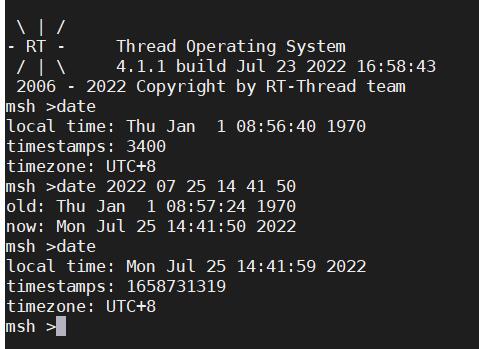 \ | /
- RT -     Thread Operating System
 / | \     4.1.1 build Jul 23 2022 16:58:43
 2006 - 2022 Copyright by RT-Thread team
msh >date
local time: Thu Jan  1 08:56:40 1970
timestamps: 3400
timezone: UTC+8
msh >date 2022 07 25 14 41 50
old: Thu Jan  1 08:57:24 1970
now: Mon Jul 25 14:41:50 2022
msh >date
local time: Mon Jul 25 14:41:59 2022
timestamps: 1658731319
timezone: UTC+8
msh >